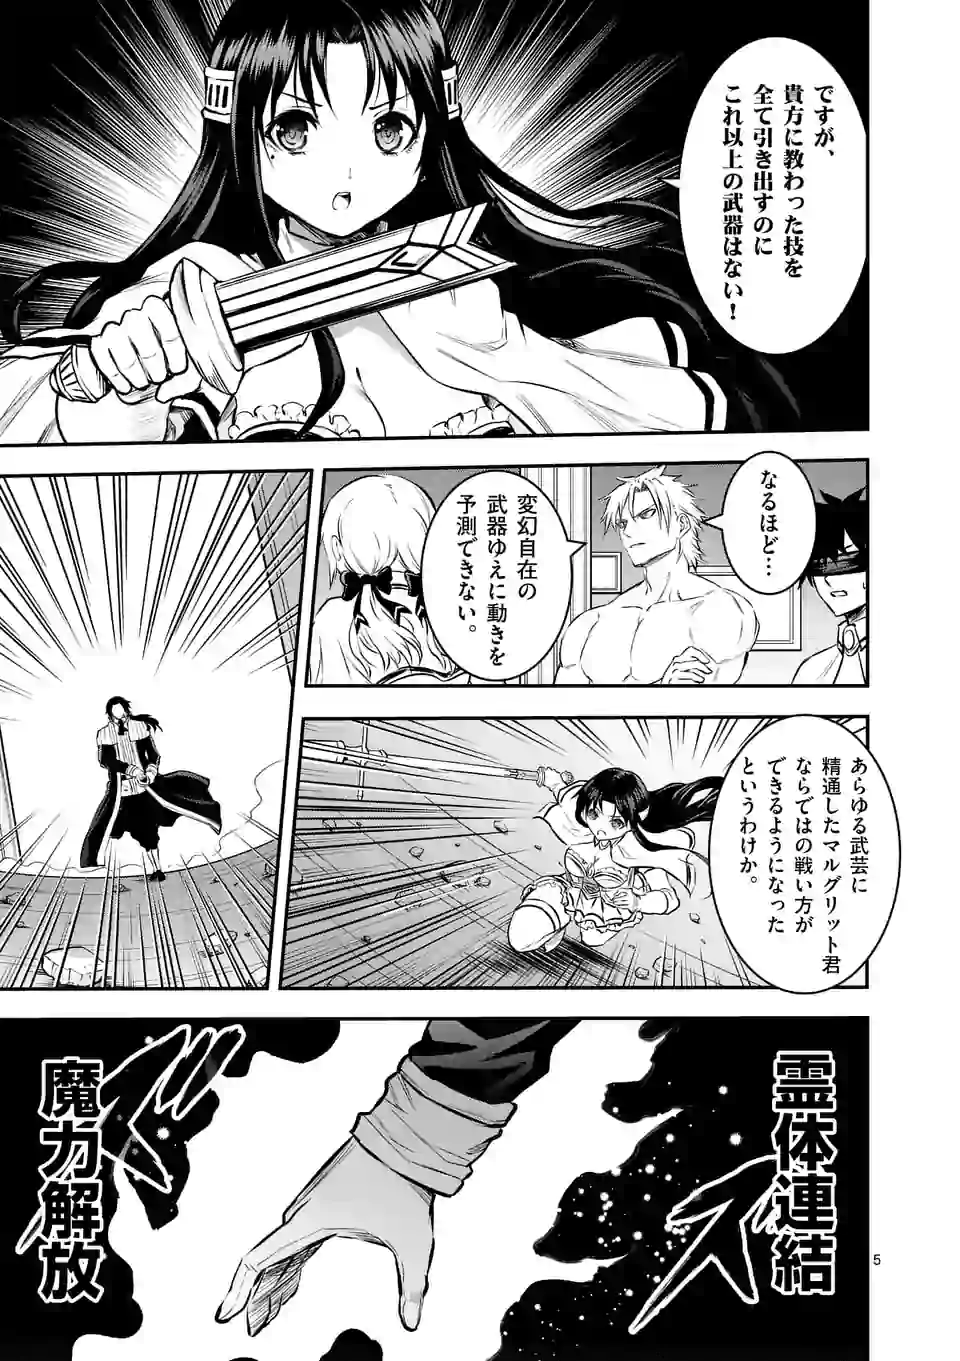 ですが、
貴方に教わった技を
全て引き出すのに
これ以上の武器はない!
なるほど…
変幻自在の
武器ゆえに動きを
予測できない。
あらゆる武芸に
精通したマルグリット君
ならではの戦い方が
できるようになった
というわけか。
霊体連結
ズズ
魔力解放
5